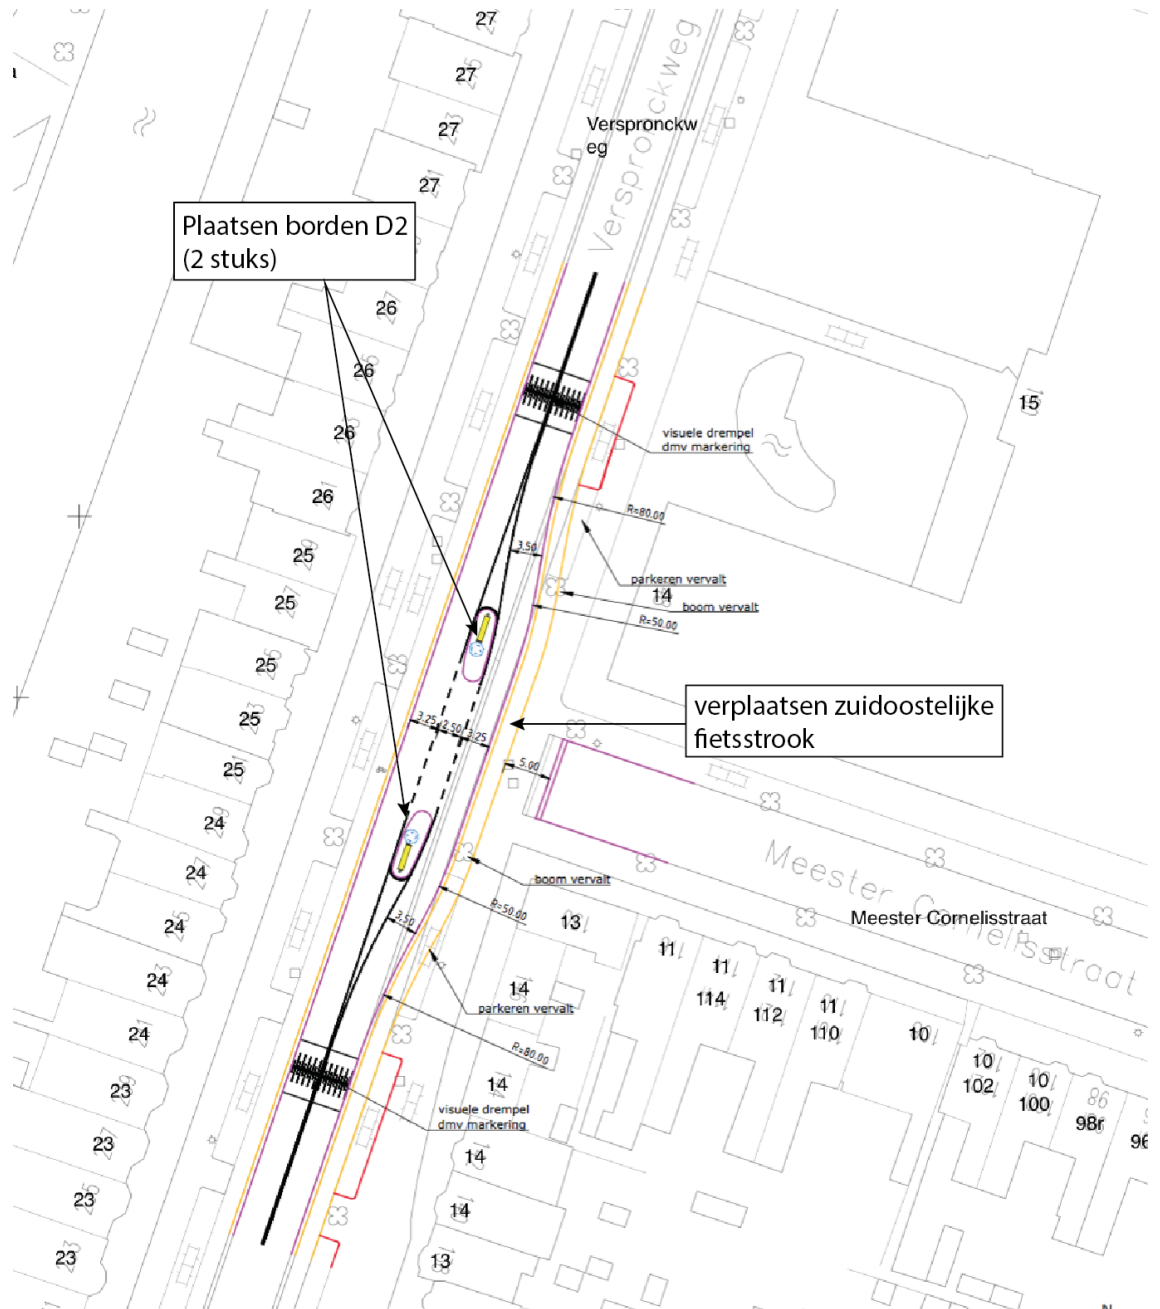 27
27
27
27
Verspronckweg
Verspronckw
eg
Plaatsen borden D2
(2 stuks)
26
26
26
26
15
visuele drempel
dmv markering
R=80.00
3.50
parkeren vervalt
14
boom vervalt
R=50.00
25
25
25
25
25
verplaatsen zuidoostelijke
fietsstrook
3.25
2.50
3.25
5.00
24
24
24
24
24
boom vervalt
R=50.00
3.50
Meester Cornelisstraat
Meester Cornelisstraat
13
11
11
11
11
114
112
110
10
14
parkeren vervalt
R=80.00
10
102
10
100
98r
96
86
14
visuele drempel
dmv markering
23
23
23
23
14
14
13